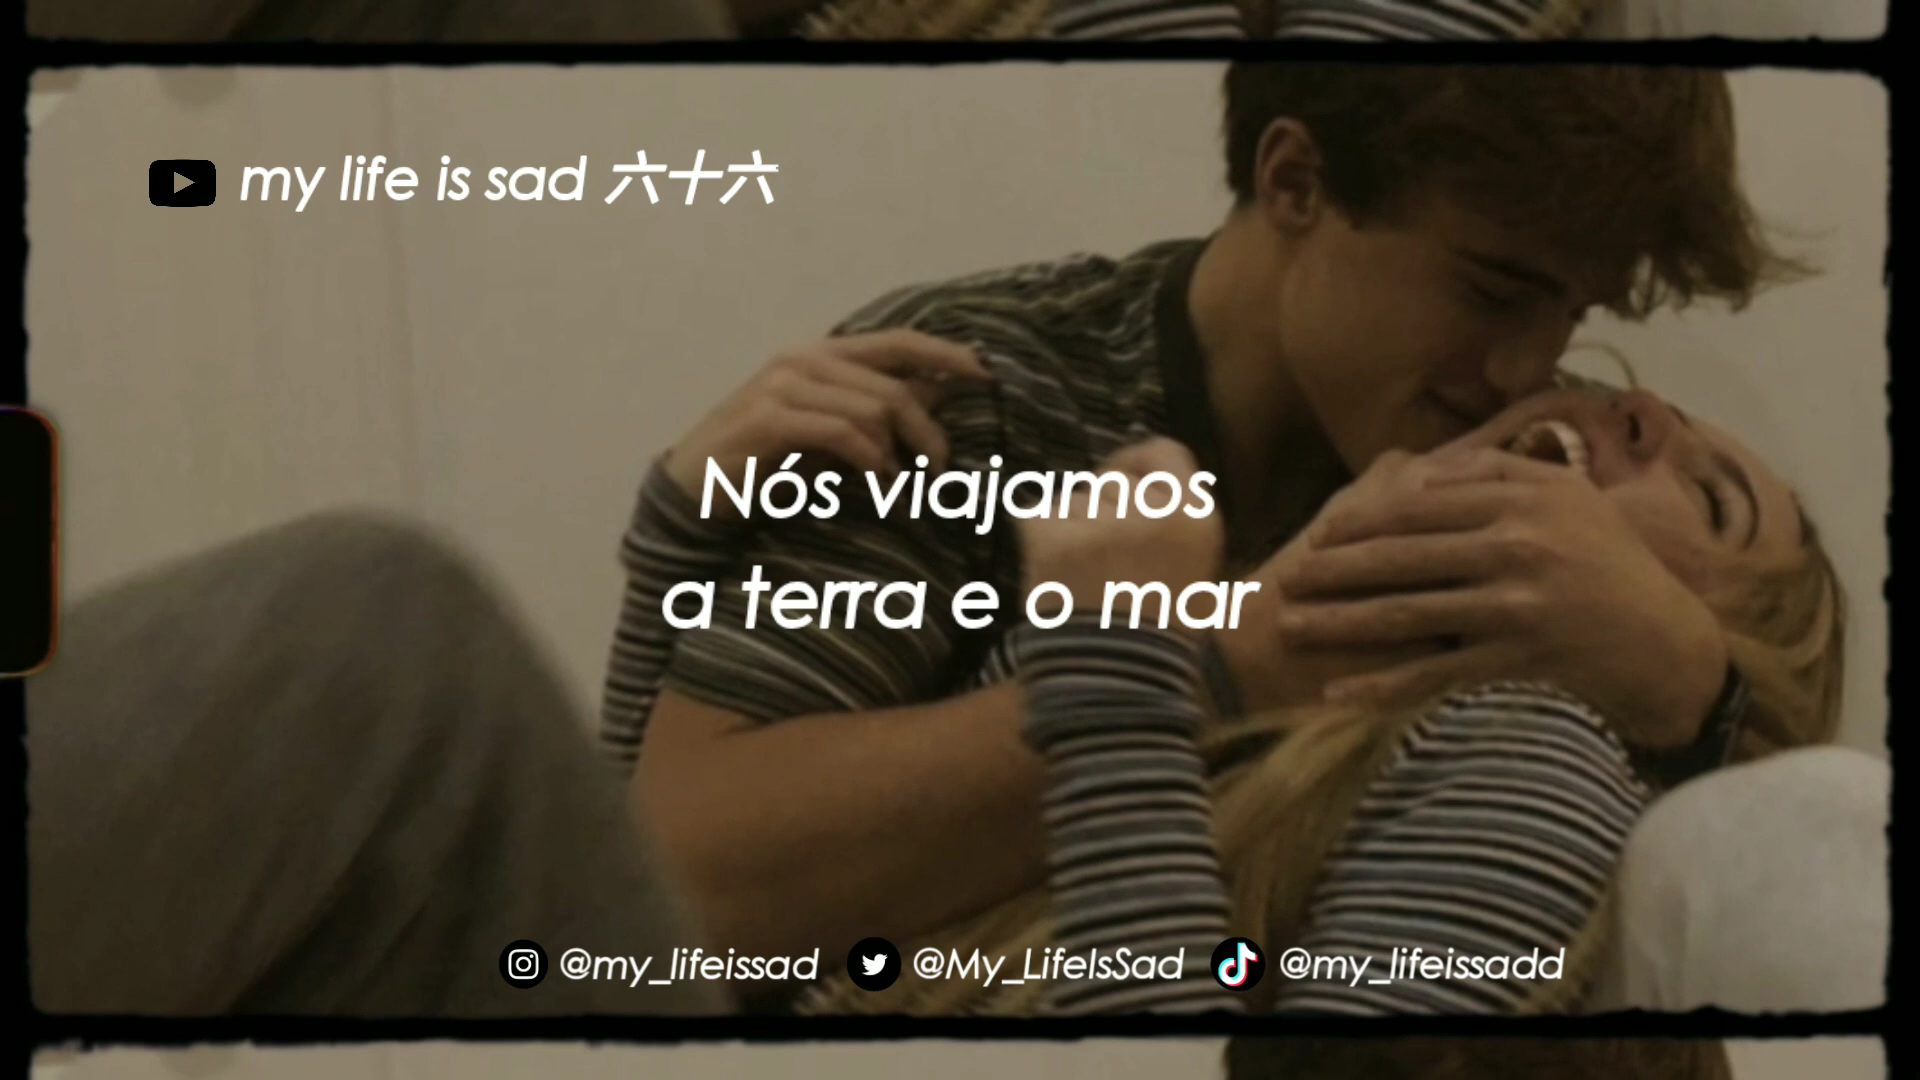 my life is sad 六十六
Nós viajamos
a terra e o mar
@my_lifeissad @My_LifeIsSad @my_lifeissadd